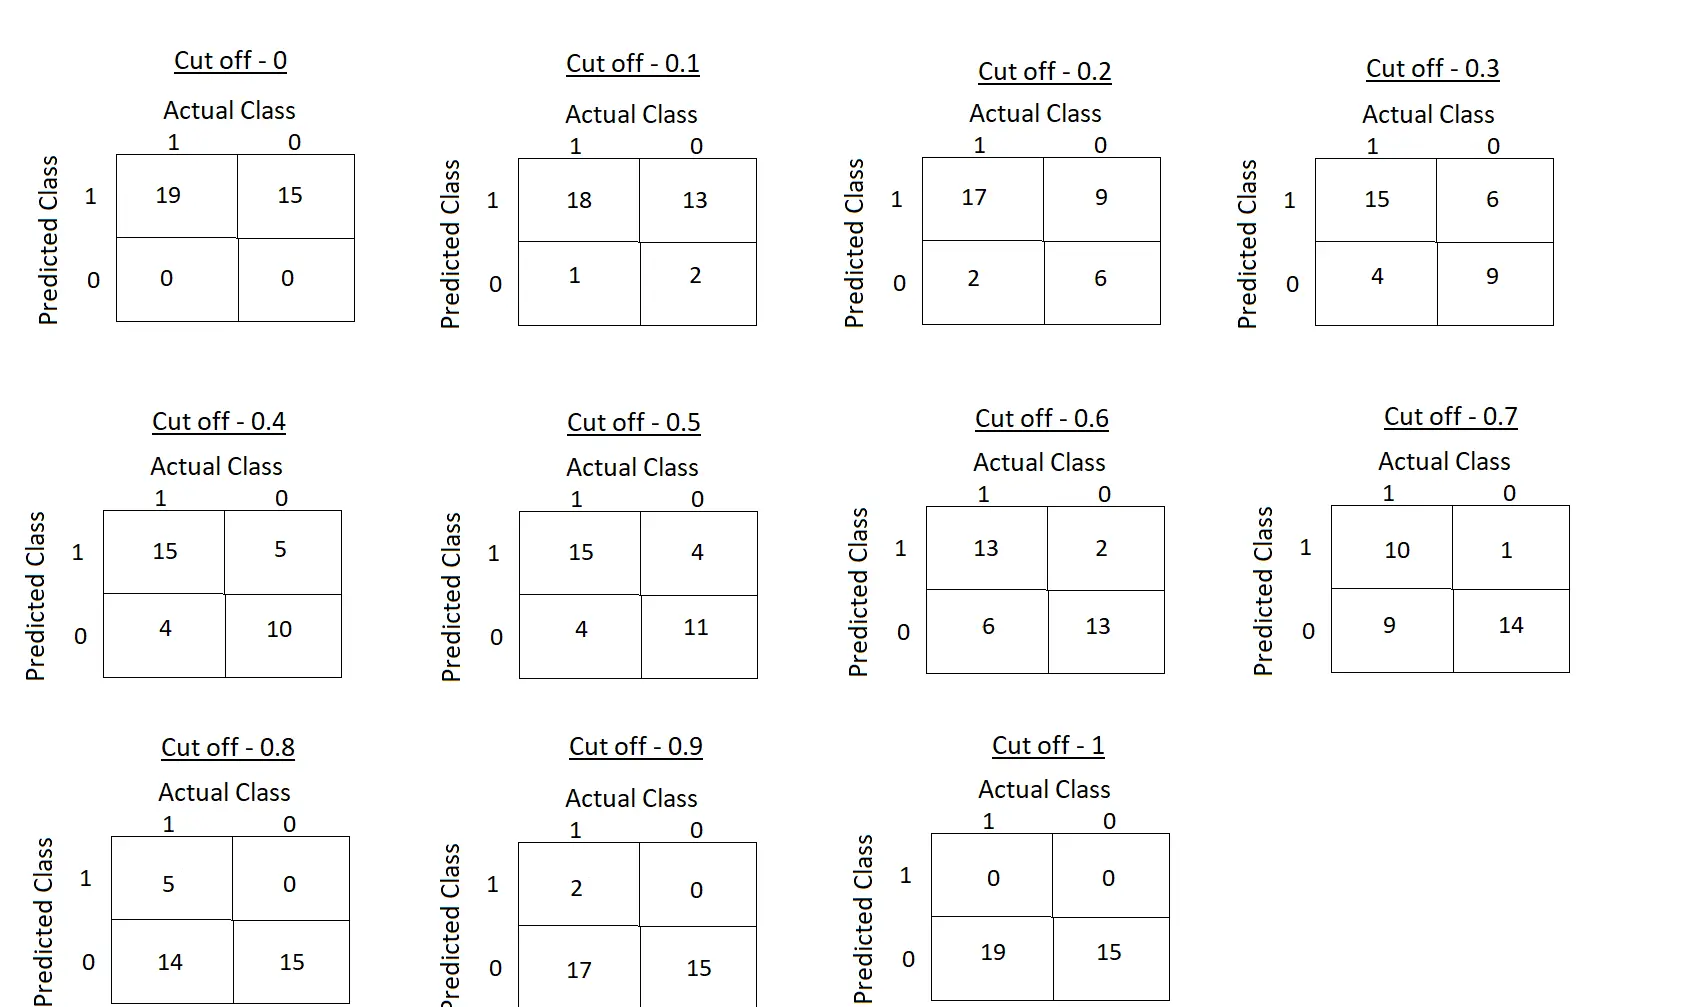 Cut off - 0
Actual Class
1 0
Predicted Class
1 19 15
0 0 0
Cut off - 0.1
Actual Class
1 0
Predicted Class
1 18 13
0 1 2
Cut off - 0.2
Actual Class
1 0
Predicted Class
1 17 9
0 2 6
Cut off - 0.3
Actual Class
1 0
Predicted Class
1 15 6
0 4 9
Cut off - 0.4
Actual Class
1 0
Predicted Class
1 15 5
0 4 10
Cut off - 0.5
Actual Class
1 0
Predicted Class
1 15 4
0 4 11
Cut off - 0.6
Actual Class
1 0
Predicted Class
1 13 2
0 6 13
Cut off - 0.7
Actual Class
1 0
Predicted Class
1 10 1
0 9 14
Cut off - 0.8
Actual Class
1 0
Predicted Class
1 5 0
0 14 15
Cut off - 0.9
Actual Class
1 0
Predicted Class
1 2 0
0 17 15
Cut off - 1
Actual Class
1 0
Predicted Class
1 0 0
0 19 15